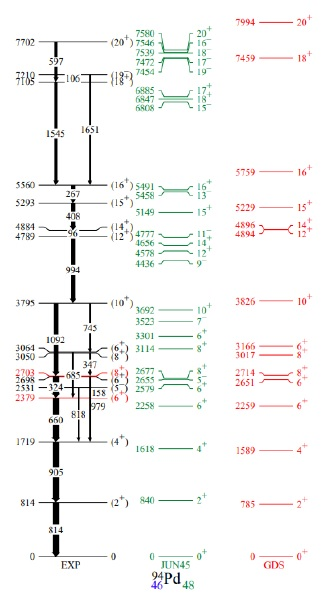 7994 20⁺
7580 20⁺
7702 (20⁺) 7546 16⁻
597 7539 18⁻ 7459 18⁺
7472 17⁻
7210 (19⁺) 7454 19⁻
106
7105 (18⁺)
6885 17⁺
6847 18⁺
6808 15⁻
1545 1651
5759 16⁺
5560 (16⁺) 5491 16⁺
267 5458 13⁻
5293 (15⁺) 5149 15⁺ 5229 15⁺
408
4884 (14⁺) 4777 11⁻ 4896 14⁺
96
4789 (12⁺) 4656 14⁺ 4894 12⁺
4578 12⁺
994 4436 9⁻
3795 (10⁺) 3692 10⁺ 3826 10⁺
745 3523 7⁻
1092 3301 6⁺
3064 (6⁺) 3114 8⁺ 3166 6⁺
3050 (8⁺) 3017 8⁺
347
2703 (8⁺) 685 2677 8⁺ 2714 8⁺
2698 (6⁺) 2655 5⁻ 2651 6⁺
2531 324 (5⁻) 2579 6⁺
158
2379 (6⁺) 979
660 818 2258 6⁺ 2259 6⁺
1719 (4⁺) 1618 4⁺ 1589 4⁺
905
814 (2⁺) 840 2⁺ 785 2⁺
814
0 0 0 0⁺ 0 0⁺
EXP JUN45 GDS
⁹⁴Pd
46 48